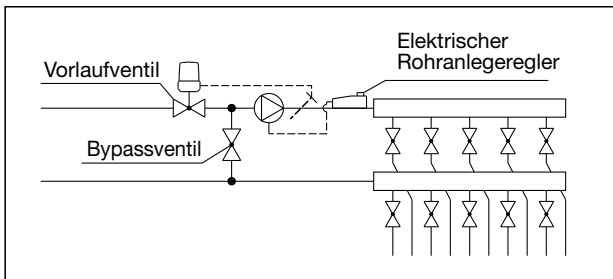 Vorlaufventil
Elektrischer
Rohranlegeregler
Bypassventil